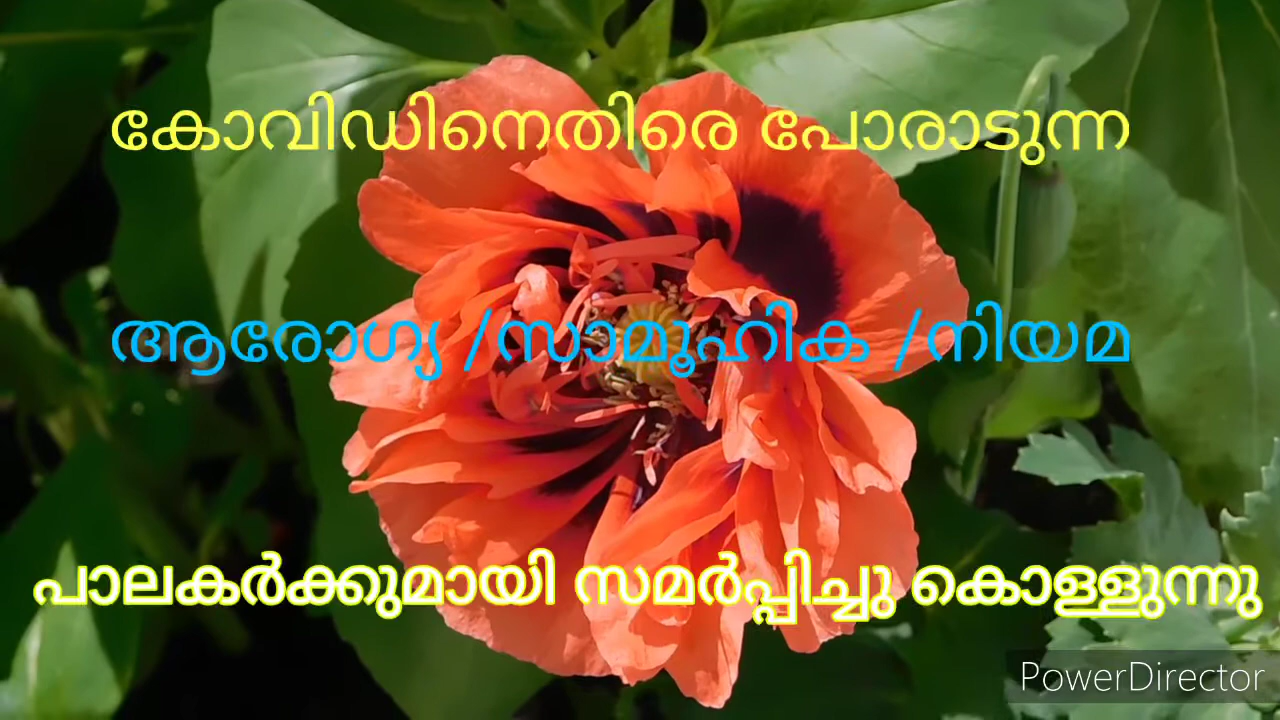 കോവിഡിനെതിരെ പോരാടുന്ന
ആരോഗ്യ /സാമൂഹിക /നിയമ
പാലകർക്കുമായി സമർപ്പിച്ചു കൊള്ളുന്നു
PowerDirector